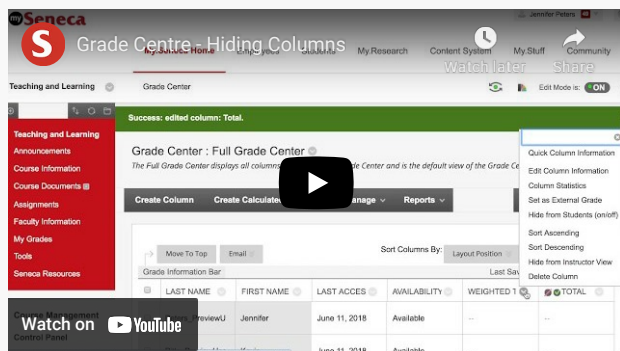 mySeneca
Jennifer Peters 43
S Grade Centre - Hiding Columns
My.Seneca Home Employees Students My.Research Content System My.Stuff Community
Watch later Share
Teaching and Learning Grade Center Edit Mode is: ON
Success: edited column: Total.
Teaching and Learning
Announcements
Course Information
Course Documents
Assignments
Faculty Information
My Grades
Tools
Seneca Resources
Course Management
Control Panel
Grade Center : Full Grade Center
The Full Grade Center displays all columns de Center and is the default view of the Grade Ce
Create Column Create Calculated anage Reports
Move To Top Email
Sort Columns By: Layout Position
Grade Information Bar Last Sav
LAST NAME FIRST NAME LAST ACCES AVAILABILITY WEIGHTED T TOTAL
_PreviewU Jennifer June 11, 2018 Available -- --
June 11, 2018 Available
Quick Column Information
Edit Column Information
Column Statistics
Set as External Grade
Hide from Students (on/off)
Sort Ascending
Sort Descending
Hide from Instructor View
Delete Column
Watch on YouTube